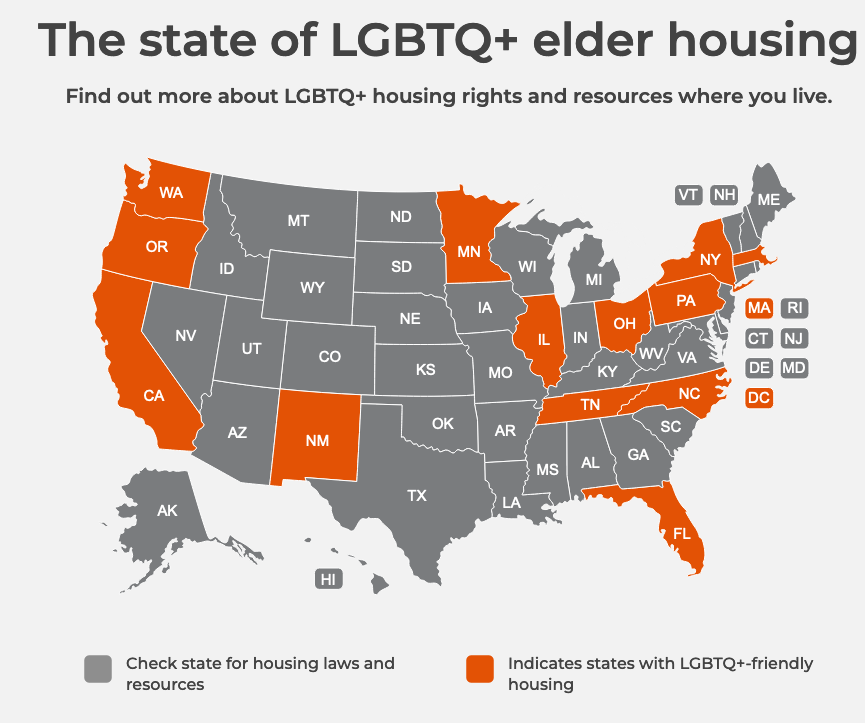 The state of LGBTQ+ elder housing
Find out more about LGBTQ+ housing rights and resources where you live.
VT NH ME
WA
MT
ND
MN
OR
ID
SD
WI
MI
NY
WY
IA
PA
MA RI
NE
NV
UT
CO
IL
IN
OH
CT NJ
WV
VA
KS
MO
KY
DE MD
CA
NC
DC
TN
AZ
NM
OK
AR
SC
MS
AL
GA
TX
LA
AK
FL
HI
Check state for housing laws and
resources
Indicates states with LGBTQ+-friendly
housing